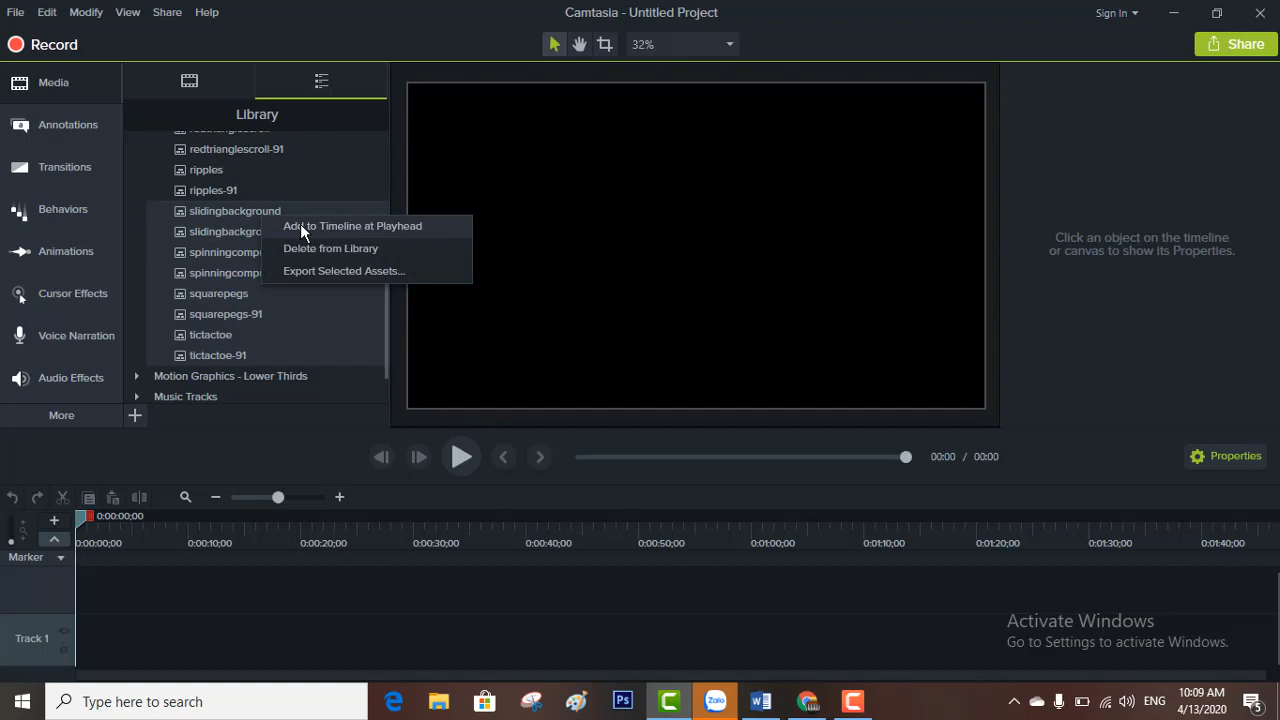 File Edit Modify View Share Help
Camtasia - Untitled Project
Sign In
Record
32%
Share
Media
Annotations
Transitions
Behaviors
Animations
Cursor Effects
Voice Narration
Audio Effects
More
Library
redtrianglescroll-91
ripples
ripples-91
slidingbackground
squarepegs
squarepegs-91
tictactoe
tictactoe-91
Motion Graphics - Lower Thirds
Music Tracks
Add to Timeline at Playhead
Delete from Library
Export Selected Assets...
Click an object on the timeline
or canvas to show its Properties.
00:00 / 00:00
Properties
0:00:00;00
0:00:00;00 0:00:10;00 0:00:20;00 0:00:30;00 0:00:40;00 0:00:50;00 0:01:00;00 0:01:10;00 0:01:20;00 0:01:30;00 0:01:40;00
Marker
Track 1
Activate Windows
Go to Settings to activate Windows.
Type here to search
Ps
Zalo
ENG
10:09 AM
4/13/2020
5